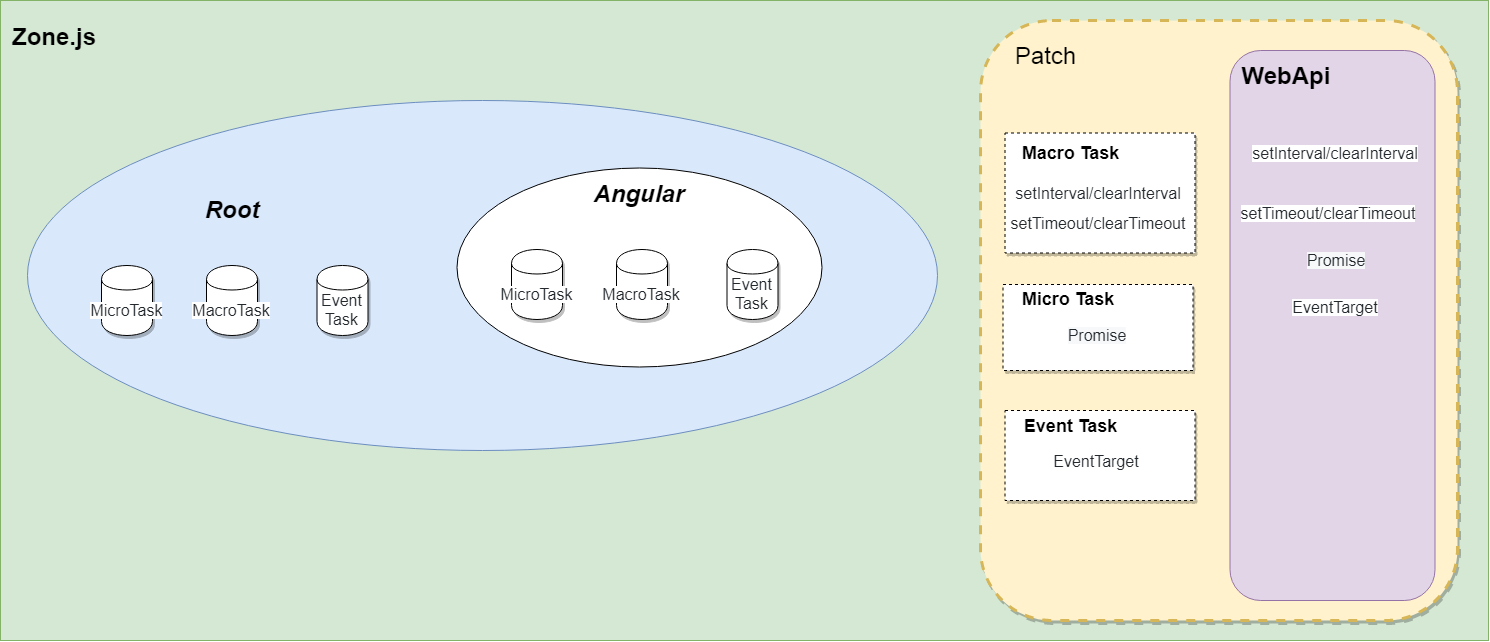 Zone.js
Root
MicroTask
MacroTask
Event
Task
Angular
MicroTask
MacroTask
Event
Task
Patch
Macro Task
setInterval/clearInterval
setTimeout/clearTimeout
Micro Task
Promise
Event Task
EventTarget
WebApi
setInterval/clearInterval
setTimeout/clearTimeout
Promise
EventTarget